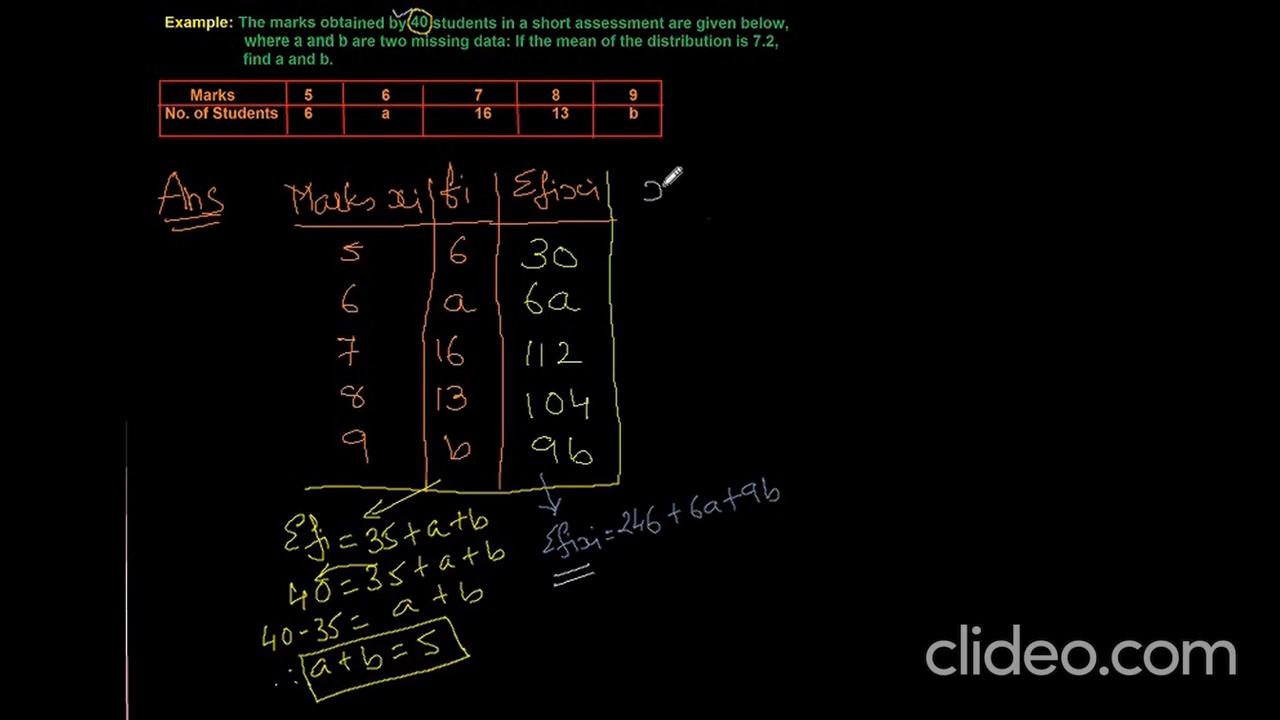 Example: The marks obtained by 40 students in a short assessment are given below,
where a and b are two missing data: If the mean of the distribution is 7.2,
find a and b.
Marks 5 6 7 8 9
No. of Students 6 a 16 13 b
Ans Marks xi fi Σfixi
5 6 30
6 a 6a
7 16 112
8 13 104
9 b 9b
Σfi = 35+a+b
Σfixi = 246+6a+9b
40 = 35+a+b
40-35 = a+b
∴ a+b = 5
clideo.com